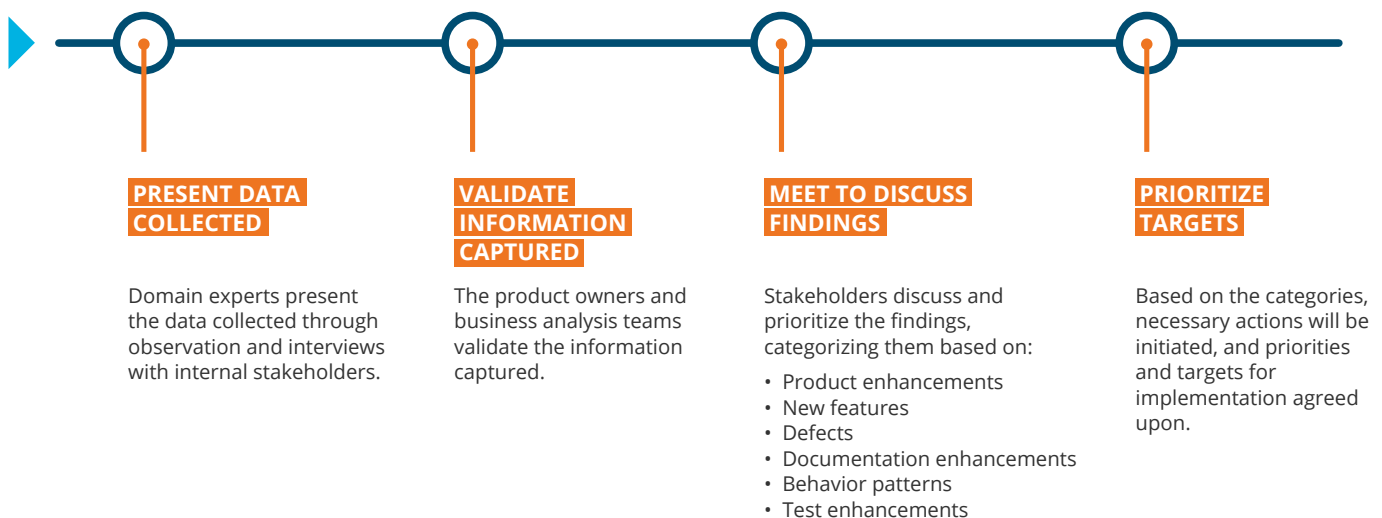 PRESENT DATA
COLLECTED
Domain experts present
the data collected through
observation and interviews
with internal stakeholders.
VALIDATE
INFORMATION
CAPTURED
The product owners and
business analysis teams
validate the information
captured.
MEET TO DISCUSS
FINDINGS
Stakeholders discuss and
prioritize the findings,
categorizing them based on:
• Product enhancements
• New features
• Defects
• Documentation enhancements
• Behavior patterns
• Test enhancements
PRIORITIZE
TARGETS
Based on the categories,
necessary actions will be
initiated, and priorities
and targets for
implementation agreed
upon.